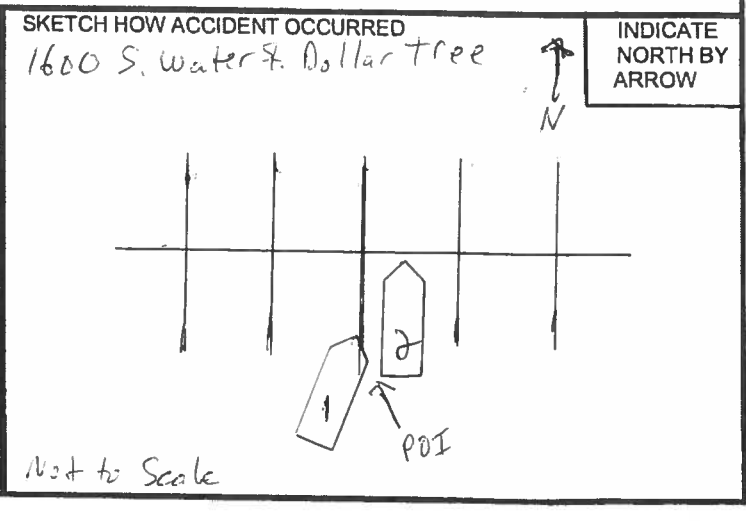 SKETCH HOW ACCIDENT OCCURRED
1600 S. Water St. Dollar Tree
INDICATE
NORTH BY
ARROW
N
2
1
POI
Not to Scale